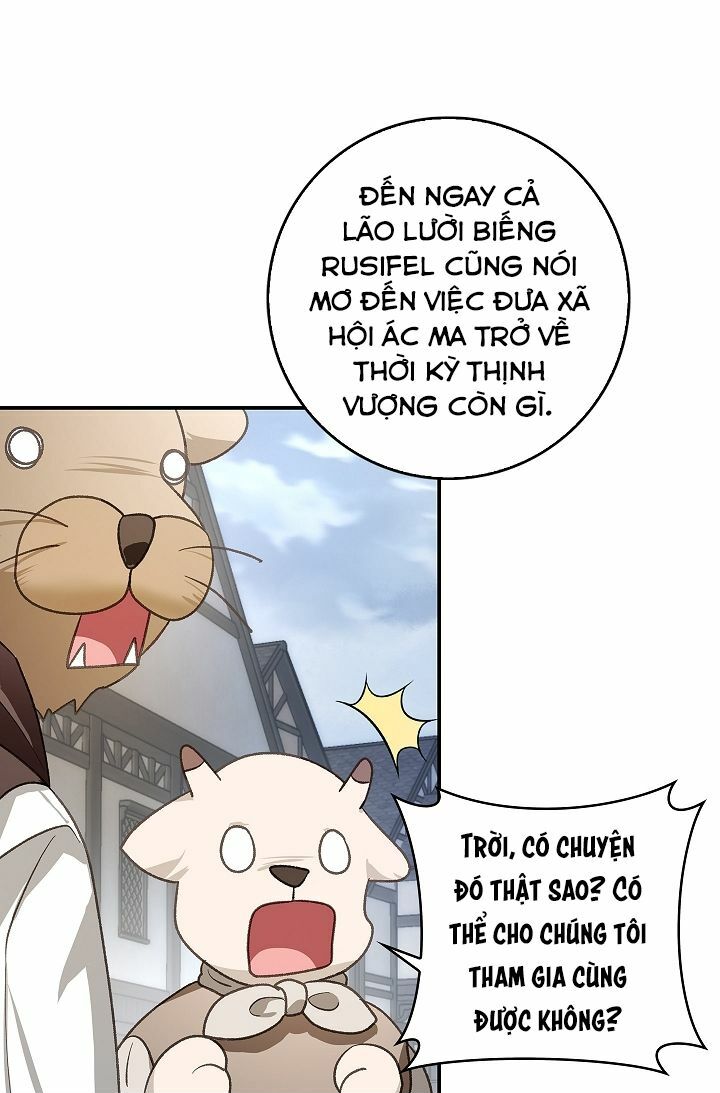 ĐẾN NGAY CẢ
LÃO LƯỜI BIẾNG
RUSIFEL CŨNG NÓI
MƠ ĐẾN VIỆC ĐƯA XÃ
HỘI ÁC MA TRỞ VỀ
THỜI KỲ THỊNH
VƯỢNG CÒN GÌ.
TRỜI, CÓ CHUYỆN
ĐÓ THẬT SAO? CÓ
THỂ CHO CHÚNG TÔI
THAM GIA CÙNG
ĐƯỢC KHÔNG?